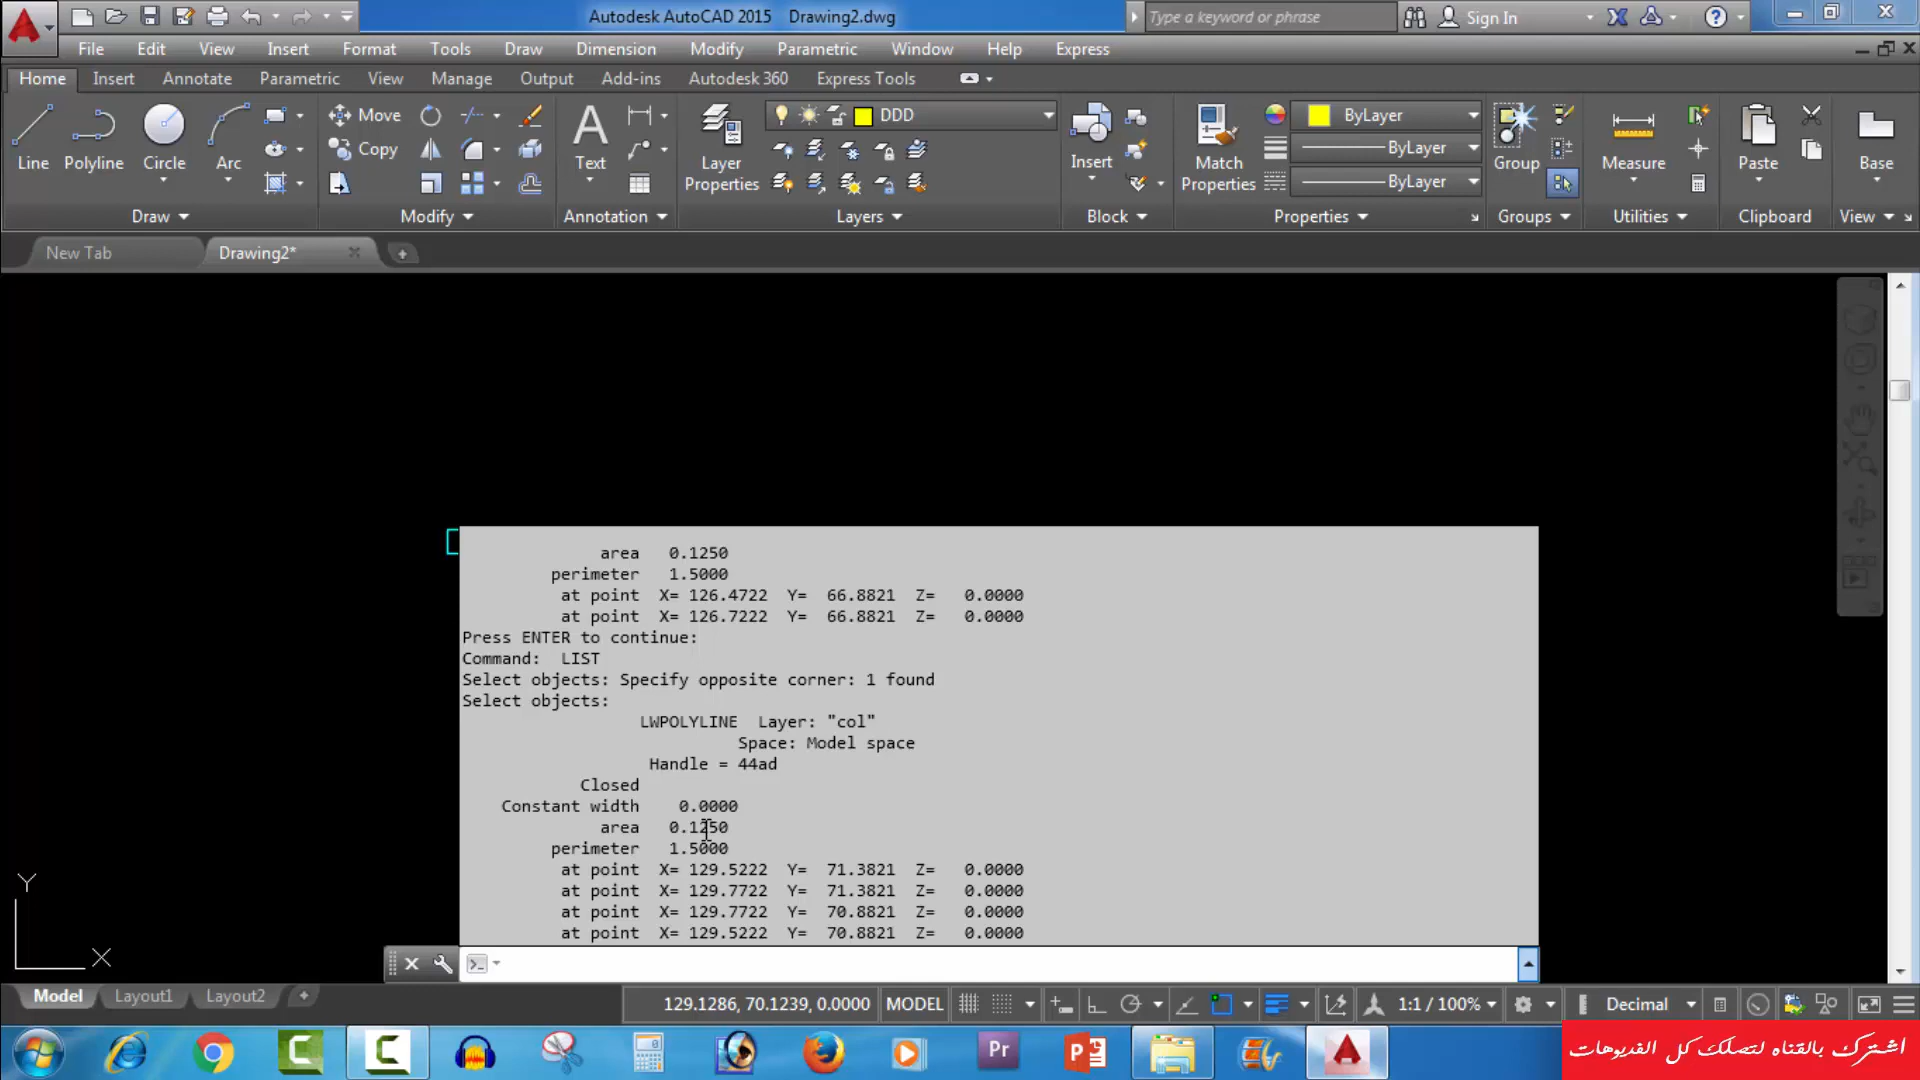 Autodesk AutoCAD 2015 Drawing2.dwg
Type a keyword or phrase
Sign In
File Edit View Insert Format Tools Draw Dimension Modify Parametric Window Help Express
Home Insert Annotate Parametric View Manage Output Add-ins Autodesk 360 Express Tools
Line Polyline Circle Arc
Move
Copy
Text
Layer Properties
DDD
Insert
Match Properties
ByLayer
ByLayer
ByLayer
Group
Measure
Paste
Base
Draw Modify Annotation Layers Block Properties Groups Utilities Clipboard View
New Tab Drawing2*
area 0.1250
perimeter 1.5000
at point X= 126.4722 Y= 66.8821 Z= 0.0000
at point X= 126.7222 Y= 66.8821 Z= 0.0000
Press ENTER to continue:
Command: LIST
Select objects: Specify opposite corner: 1 found
Select objects:
LWPOLYLINE Layer: "col"
Space: Model space
Handle = 44ad
Closed
Constant width 0.0000
area 0.1250
perimeter 1.5000
at point X= 129.5222 Y= 71.3821 Z= 0.0000
at point X= 129.7722 Y= 71.3821 Z= 0.0000
at point X= 129.7722 Y= 70.8821 Z= 0.0000
at point X= 129.5222 Y= 70.8821 Z= 0.0000
Y
X
Model Layout1 Layout2
129.1286, 70.1239, 0.0000 MODEL
1:1 / 100%
Decimal
Pr
اشترك بالقناه لتصلك كل الفديوهات